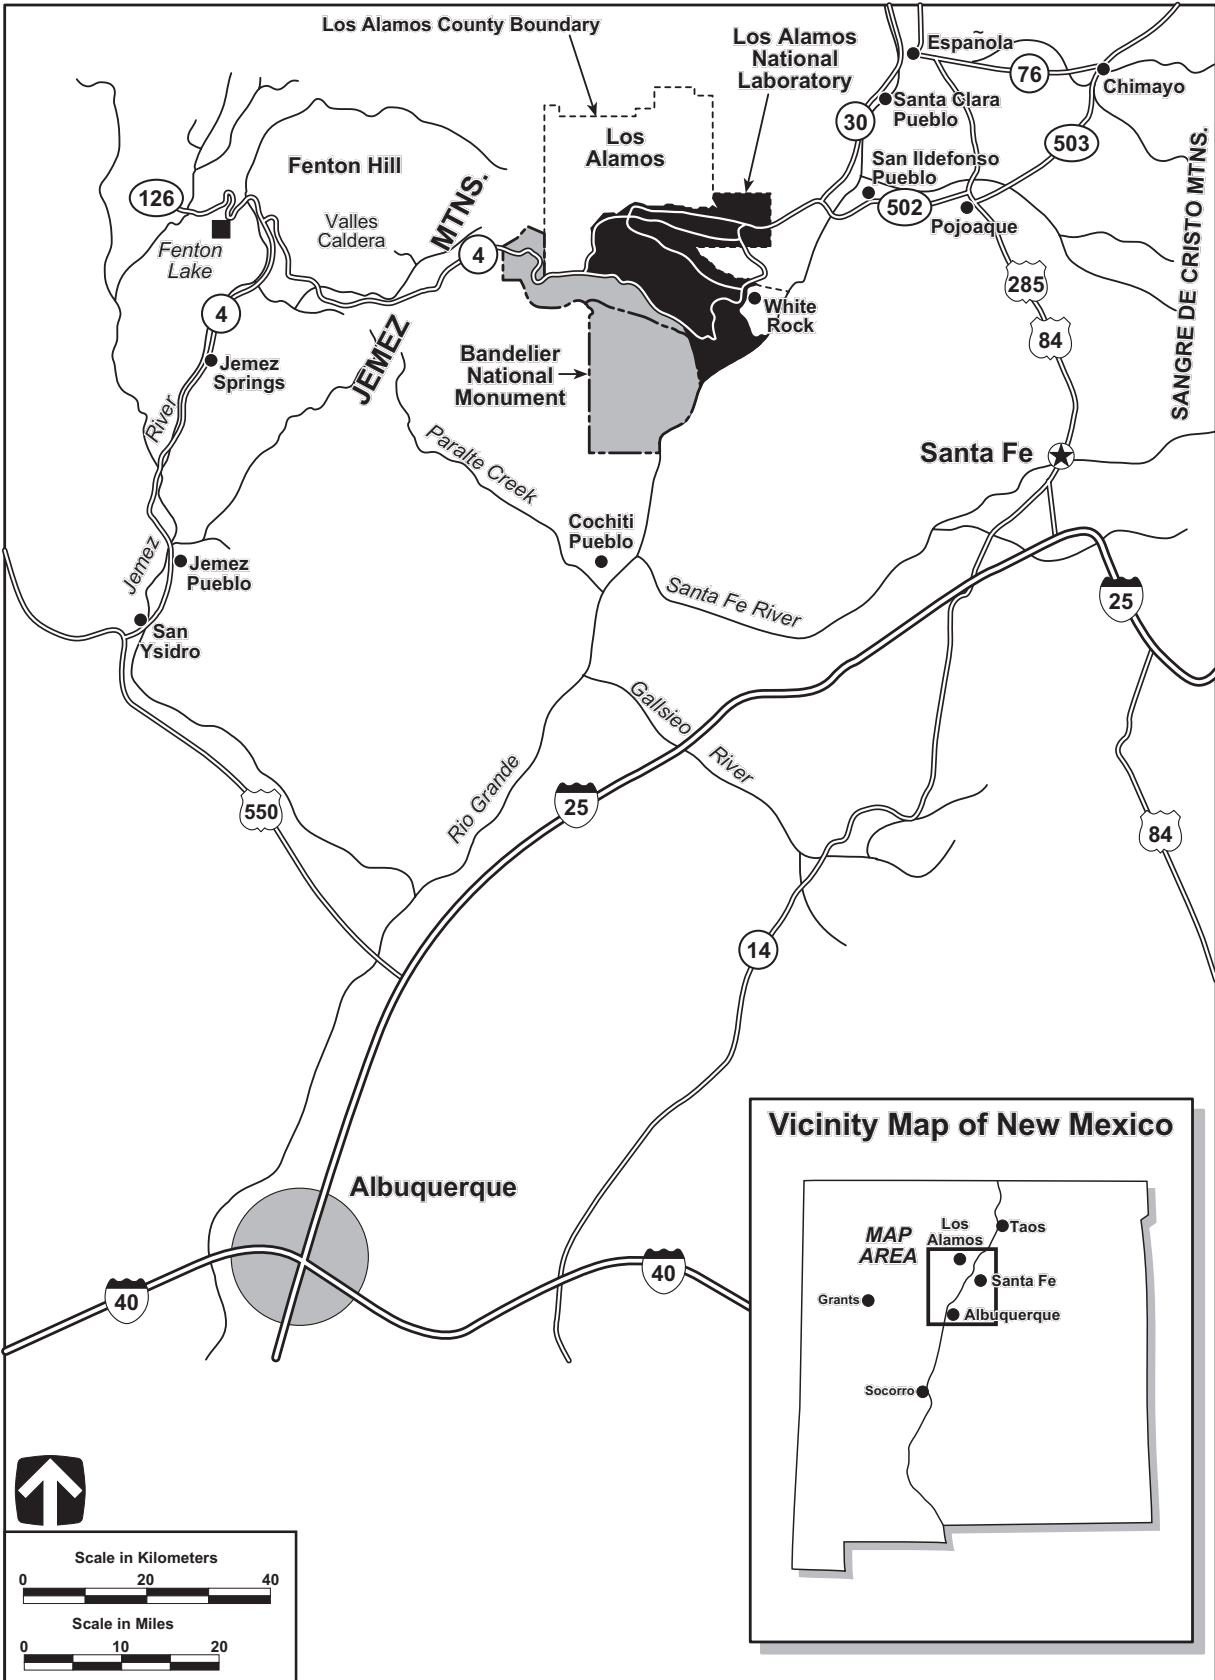 Los Alamos County Boundary
Los Alamos
National
Laboratory
Española
76
Chimayo
Santa Clara
Pueblo
30
503
Los
Alamos
San Ildefonso
Pueblo
502
Pojoaque
Fenton Hill
126
Valles
Caldera
MTNS.
JEMEZ
Fenton
Lake
4
4
SANGRE DE CRISTO MTNS.
285
84
White
Rock
Jemez
Springs
Bandelier
National
Monument
River
Jemez
Paralte Creek
Santa Fe
Cochiti
Pueblo
Jemez
Pueblo
Santa Fe River
25
San
Ysidro
Gallsieo
River
Rio Grande
550
25
84
14
Albuquerque
40
40
Vicinity Map of New Mexico
MAP
AREA
Los
Alamos
Taos
Santa Fe
Grants
Albuquerque
Socorro
Scale in Kilometers
0 20 40
Scale in Miles
0 10 20